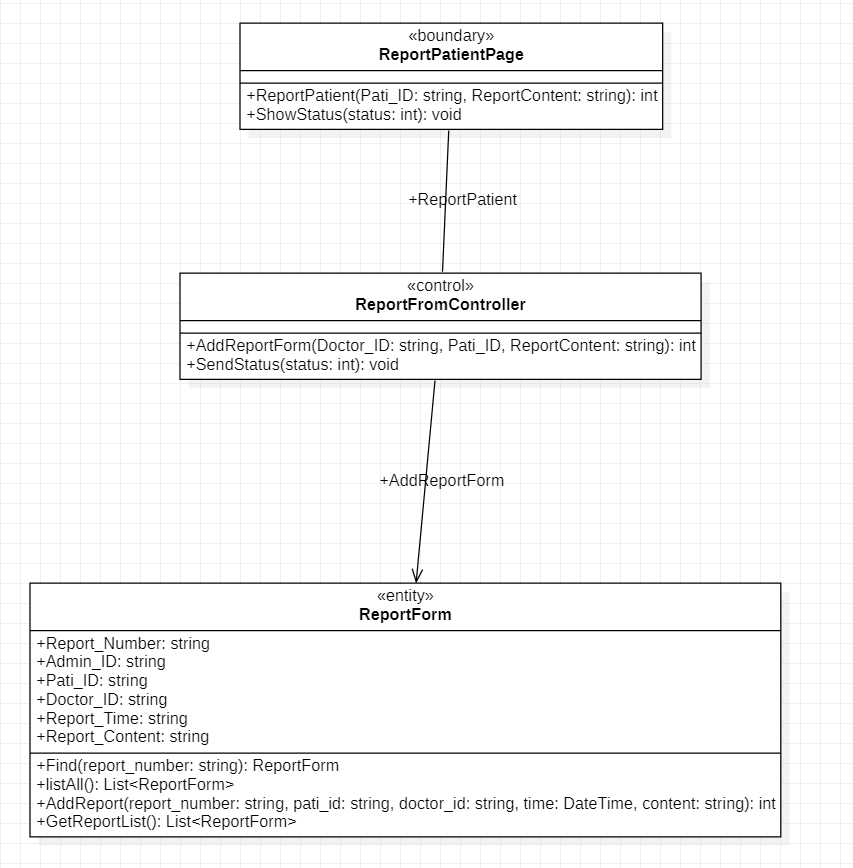 «boundary»
ReportPatientPage
+ReportPatient(Pati_ID: string, ReportContent: string): int
+ShowStatus(status: int): void
+ReportPatient
«control»
ReportFromController
+AddReportForm(Doctor_ID: string, Pati_ID, ReportContent: string): int
+SendStatus(status: int): void
+AddReportForm
«entity»
ReportForm
+Report_Number: string
+Admin_ID: string
+Pati_ID: string
+Doctor_ID: string
+Report_Time: string
+Report_Content: string
+Find(report_number: string): ReportForm
+listAll(): List<ReportForm>
+AddReport(report_number: string, pati_id: string, doctor_id: string, time: DateTime, content: string): int
+GetReportList(): List<ReportForm>